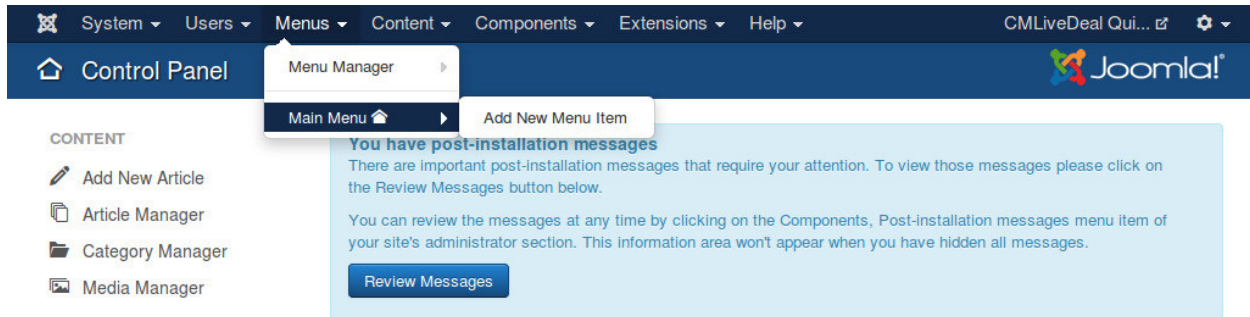 System Users Menus Content Components Extensions Help CMLiveDeal Qui...
Control Panel
Joomla!
Menu Manager
Main Menu
Add New Menu Item
CONTENT
Add New Article
Article Manager
Category Manager
Media Manager
You have post-installation messages
There are important post-installation messages that require your attention. To view those messages please click on
the Review Messages button below.
You can review the messages at any time by clicking on the Components, Post-installation messages menu item of
your site's administrator section. This information area won't appear when you have hidden all messages.
Review Messages